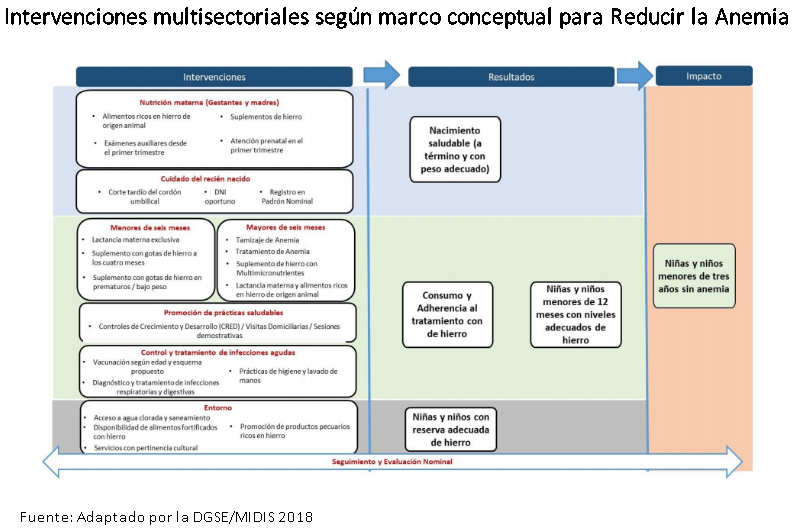 Intervenciones multisectoriales según marco conceptual para Reducir la Anemia
Intervenciones
Resultados
Impacto
Nutrición materna (Gestantes y madres)
• Alimentos ricos en hierro de
origen animal
• Exámenes auxiliares desde
el primer trimestre
• Suplementos de hierro
• Atención prenatal en el
primer trimestre
Cuidado del recién nacido
• Corte tardío del cordón
umbilical
• DNI
oportuno
• Registro en
Padrón Nominal
Nacimiento
saludable (a
término y con
peso adecuado)
Menores de seis meses
• Lactancia materna exclusiva
• Suplemento con gotas de hierro a
los cuatro meses
• Suplemento con gotas de hierro en
prematuros / bajo peso
Mayores de seis meses
• Tamizaje de Anemia
• Tratamiento de Anemia
• Suplemento de hierro con
Multimicronutrientes
• Lactancia materna y alimentos ricos
en hierro de origen animal
Promoción de prácticas saludables
• Controles de Crecimiento y Desarrollo (CRED) / Visitas Domiciliarias / Sesiones
demostrativas
Control y tratamiento de infecciones agudas
• Vacunación según edad y esquema
propuesto
• Diagnóstico y tratamiento de infecciones
respiratorias y digestivas
• Prácticas de higiene y lavado de
manos
Consumo y
Adherencia al
tratamiento con
de hierro
Niñas y niños
menores de 12
meses con niveles
adecuados de
hierro
Niñas y niños
menores de tres
años sin anemia
Entorno
• Acceso a agua clorada y saneamiento
• Disponibilidad de alimentos fortificados
con hierro
• Servicios con pertinencia cultural
• Promoción de productos pecuarios
ricos en hierro
Niñas y niños con
reserva adecuada
de hierro
Seguimiento y Evaluación Nominal
Fuente: Adaptado por la DGSE/MIDIS 2018